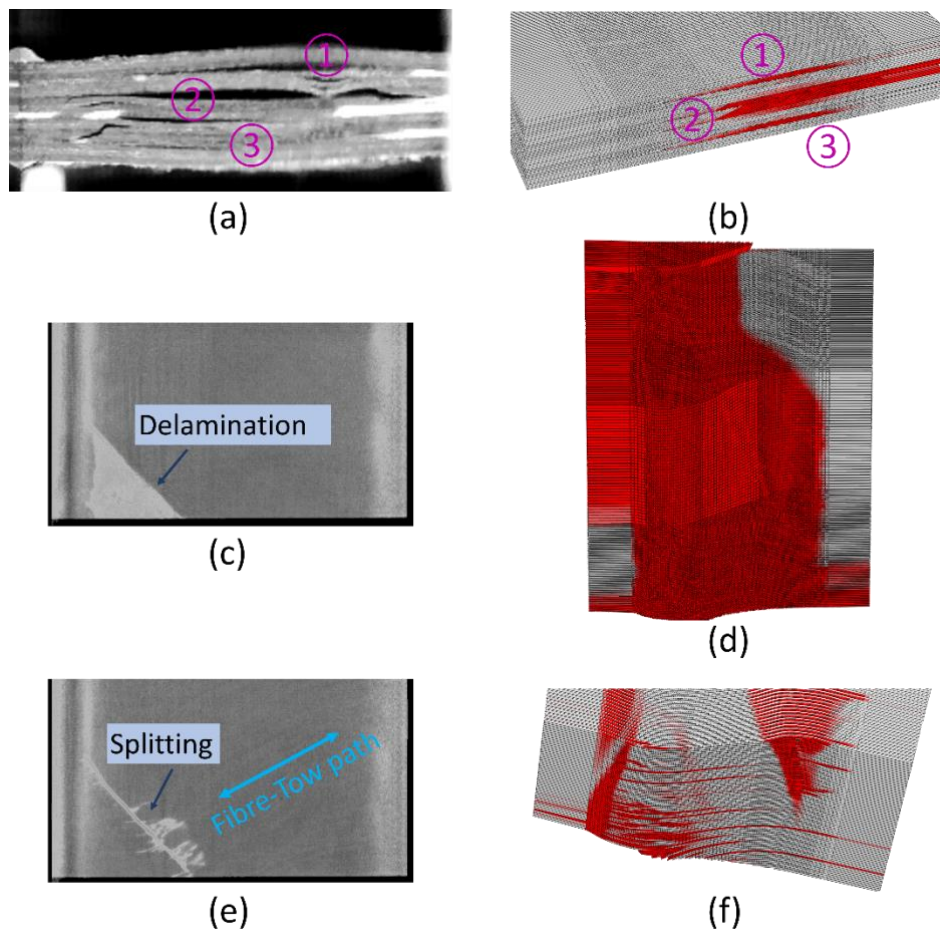 ① ①
② ②
③ ③
(a) (b)
Delamination
(c)
(d)
Splitting
Fibre-Tow path
(e) (f)